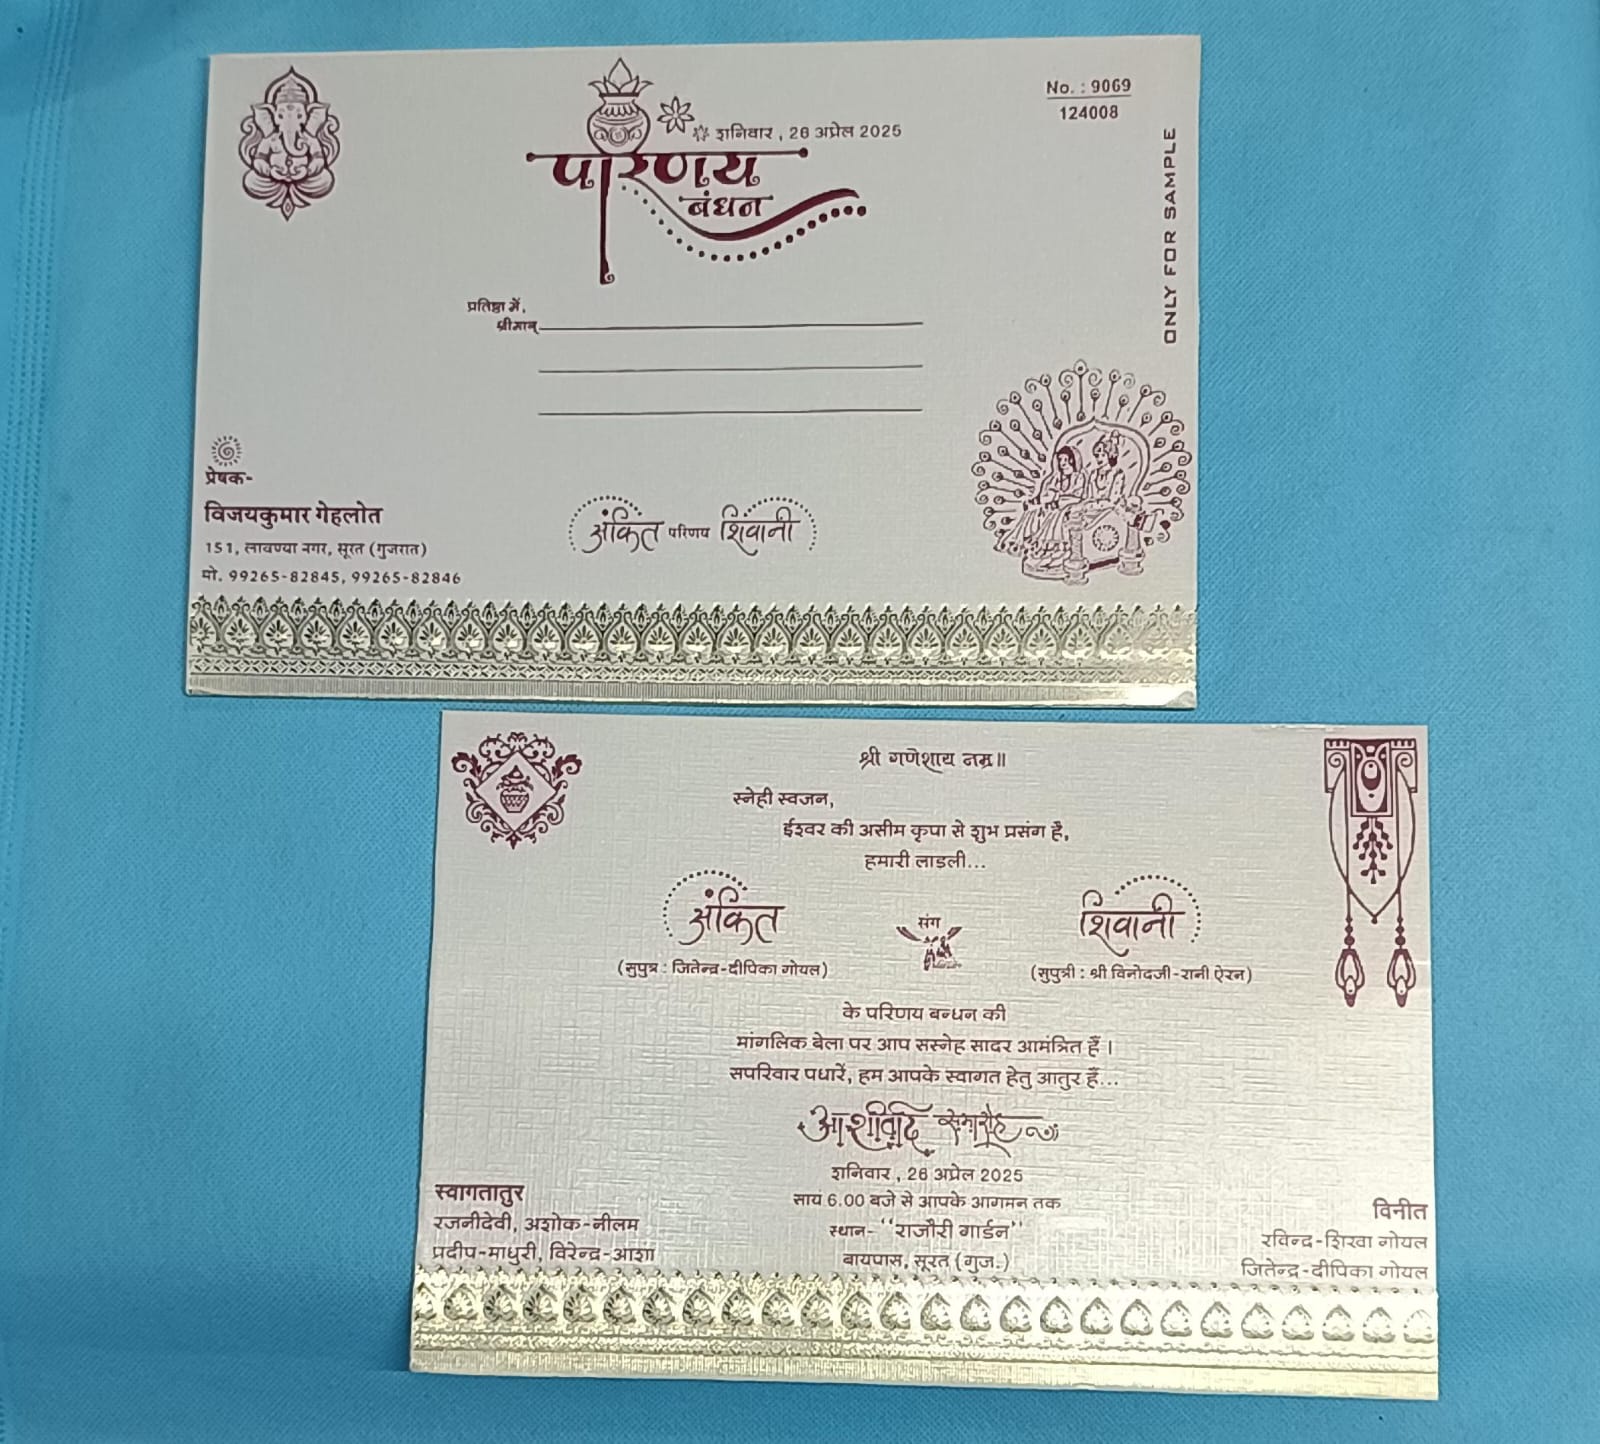 No. : 9069
124008
ONLY FOR SAMPLE
शनिवार , 26 अप्रेल 2025
परिणय
बंधन
प्रतिष्ठा में,
श्रीमान्
प्रेषक-
विजयकुमार गेहलोत
151, लावण्या नगर, सूरत (गुजरात)
मो. 99265-82845, 99265-82846
अंकित परिणय शिवानी
श्री गणेशाय नमः॥
स्नेही स्वजन,
ईश्वर की असीम कृपा से शुभ प्रसंग है,
हमारी लाडली...
अंकित संग शिवानी
(सुपुत्र : जितेन्द्र-दीपिका गोयल) (सुपुत्री : श्री विनोदजी-रानी ऐरन)
के परिणय बन्धन की
मांगलिक बेला पर आप सस्नेह सादर आमंत्रित हैं ।
सपरिवार पधारें, हम आपके स्वागत हेतु आतुर हैं...
आशीर्वाद समारोह
शनिवार , 26 अप्रेल 2025
सायं 6.00 बजे से आपके आगमन तक
स्थान- ''राजौरी गार्डन''
बायपास, सूरत (गुज.)
स्वागतातुर
रजनीदेवी, अशोक-नीलम
प्रदीप-माधुरी, विरेन्द्र-आशा
विनीत
रविन्द्र-शिखा गोयल
जितेन्द्र-दीपिका गोयल